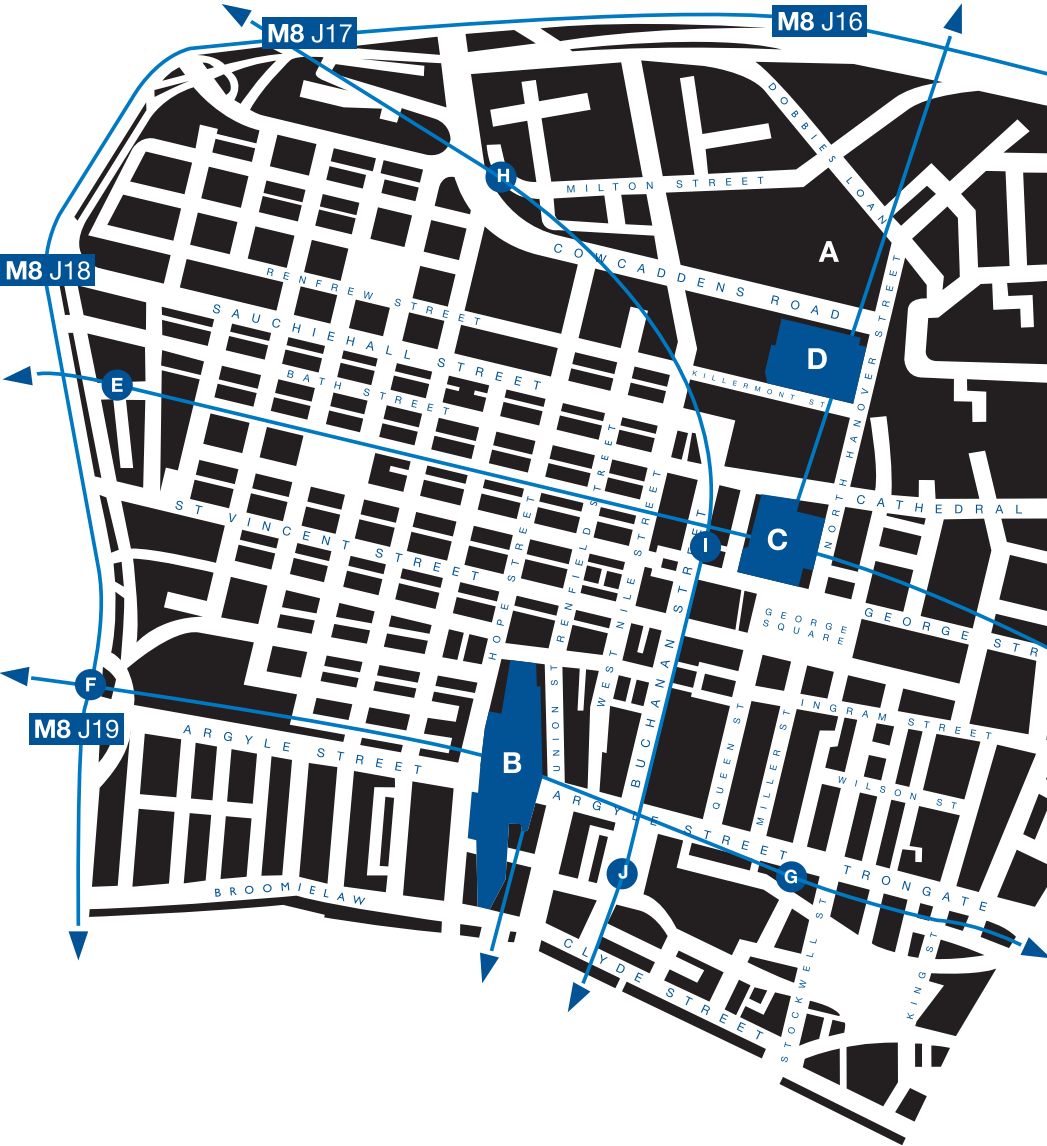 M8 J16
M8 J17
DOBBIES LOAN
H
MILTON STREET
A
COWCADDENS ROAD
M8 J18
RENFREW STREET
SAUCHIEHALL STREET
NORTH HANOVER STREET
D
KILLERMONT ST
E
BATH STREET
ST VINCENT STREET
HOPE STREET
RENFIELD STREET
WEST NILE STREET
CATHEDRAL
C
I
BUCHANAN STREET
GEORGE
SQUARE
GEORGE STR
F
M8 J19
INGRAM STREET
ARGYLE STREET
B
UNION ST
QUEEN ST
MILLER ST
WILSON ST
ARGYLE STREET
J
G
TRONGATE
BROOMIELAW
CLYDE STREET
STOCKWELL ST
KING ST